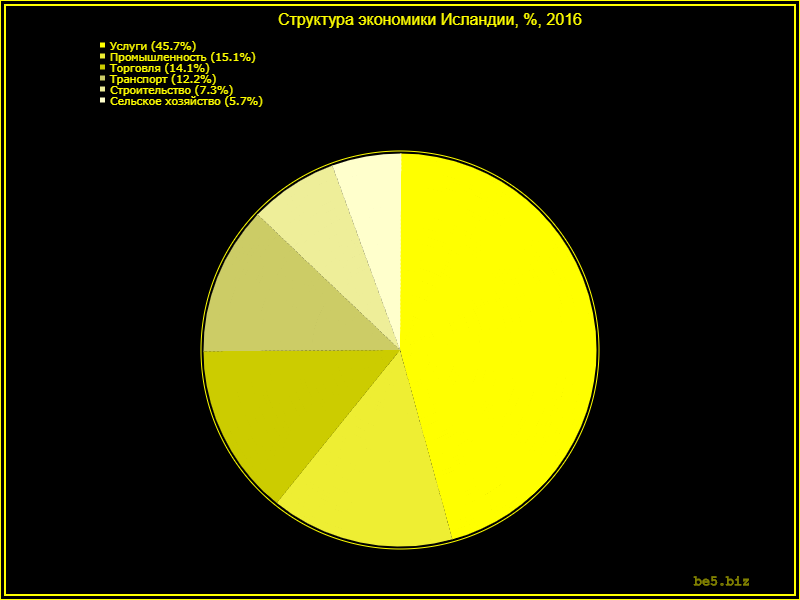 Структура экономики Исландии, %, 2016
Услуги (45.7%)
Промышленность (15.1%)
Торговля (14.1%)
Транспорт (12.2%)
Строительство (7.3%)
Сельское хозяйство (5.7%)
be5.biz